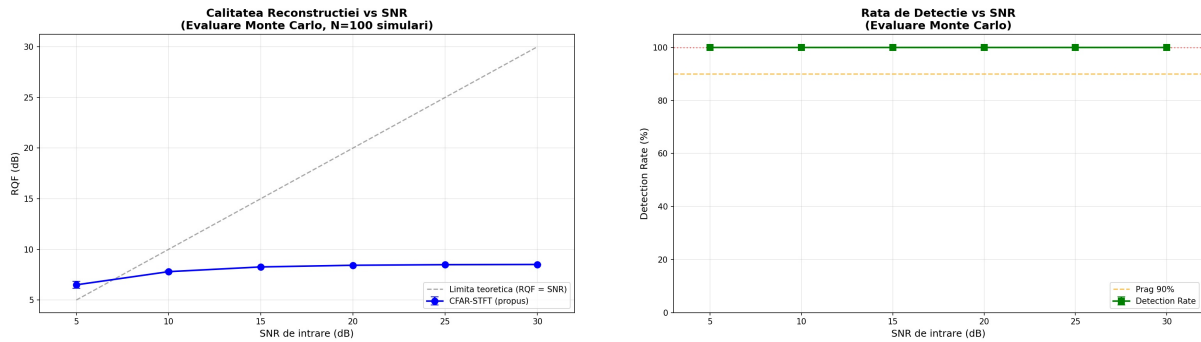 Calitatea Reconstructiei vs SNR
(Evaluare Monte Carlo, N=100 simulari)
RQF (dB)
30
25
20
15
10
5
5 10 15 20 25 30
SNR de intrare (dB)
Limita teoretica (RQF = SNR)
CFAR-STFT (propus)
Rata de Detectie vs SNR
(Evaluare Monte Carlo)
Detection Rate (%)
100
80
60
40
20
0
5 10 15 20 25 30
SNR de intrare (dB)
Prag 90%
Detection Rate